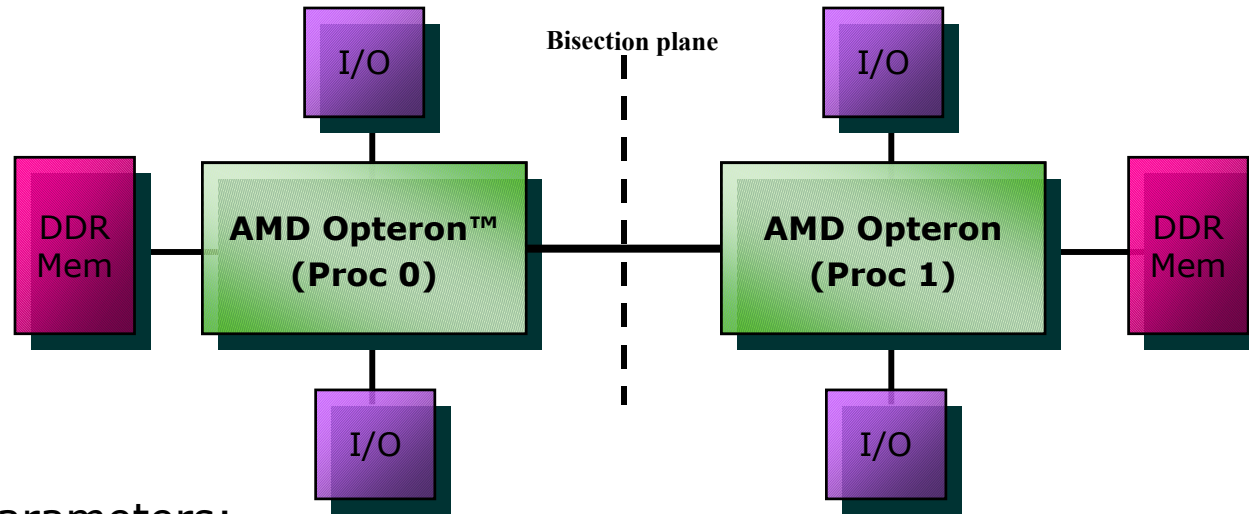 I/O
Bisection plane
I/O
DDR
Mem
AMD Opteron™
(Proc 0)
AMD Opteron
(Proc 1)
DDR
Mem
I/O
I/O